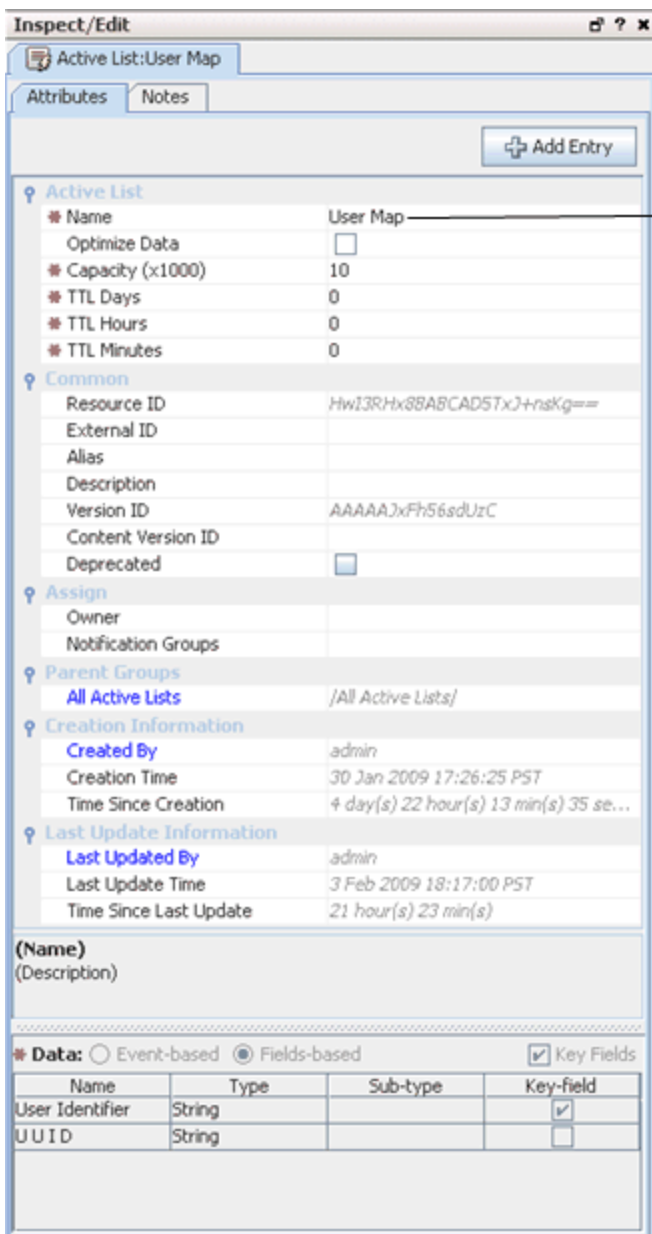 Inspect/Edit
Active List:User Map
Attributes Notes
Add Entry
Active List
Name User Map
Optimize Data
Capacity (x1000) 10
TTL Days 0
TTL Hours 0
TTL Minutes 0
Common
Resource ID HwI3RHx8BABCAD5TxJ+nsKg==
External ID
Alias
Description
Version ID AAAAAJxFh56sdUzC
Content Version ID
Deprecated
Assign
Owner
Notification Groups
Parent Groups
All Active Lists /All Active Lists/
Creation Information
Created By admin
Creation Time 30 Jan 2009 17:26:25 PST
Time Since Creation 4 day(s) 22 hour(s) 13 min(s) 35 se...
Last Update Information
Last Updated By admin
Last Update Time 3 Feb 2009 18:17:00 PST
Time Since Last Update 21 hour(s) 23 min(s)
(Name)
(Description)
Data: Event-based Fields-based Key Fields
Name Type Sub-type Key-field
User Identifier String
UUID String